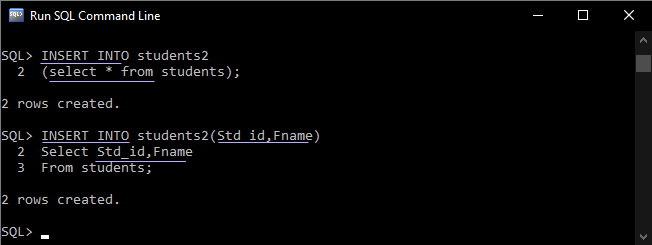 SQL> Run SQL Command Line
SQL> INSERT INTO students2
2 (select * from students);
2 rows created.
SQL> INSERT INTO students2(Std_id,Fname)
2 Select Std_id,Fname
3 From students;
2 rows created.
SQL>